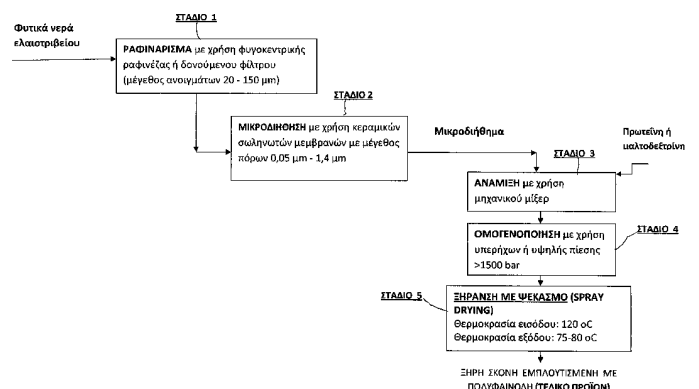 ΣΤΑΔΙΟ 1
Φυτικά νερά
ελαιοτριβείου
ΡΑΦΙΝΑΡΙΣΜΑ με χρήση φυγοκεντρικής
ραφινέζας ή δονούμενου φίλτρου
(μέγεθος ανοιγμάτων 20 - 150 μm)
ΣΤΑΔΙΟ 2
ΜΙΚΡΟΔΙΗΘΗΣΗ με χρήση κεραμικών
σωληνωτών μεμβρανών με μέγεθος
πόρων 0,05 μm - 1,4 μm
Μικροδιήθημα
Πρωτεΐνη ή
μαλτοδεξτρίνη
ΣΤΑΔΙΟ 3
ΑΝΑΜΙΞΗ με χρήση
μηχανικού μίξερ
ΣΤΑΔΙΟ 4
ΟΜΟΓΕΝΟΠΟΙΗΣΗ με χρήση
υπερήχων ή υψηλής πίεσης
>1500 bar
ΣΤΑΔΙΟ 5
ΞΗΡΑΝΣΗ ΜΕ ΨΕΚΑΣΜΟ (SPRAY
DRYING)
Θερμοκρασία εισόδου: 120 oC
Θερμοκρασία εξόδου: 75-80 oC
ΞΗΡΗ ΣΚΟΝΗ ΕΜΠΛΟΥΤΙΣΜΕΝΗ ΜΕ
ΠΟΛΥΦΑΙΝΟΛΗ (ΤΕΛΙΚΟ ΠΡΟΪΟΝ)